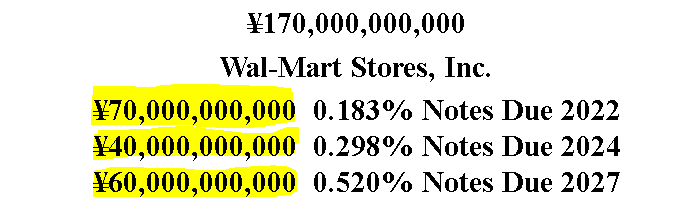 ¥170,000,000,000
Wal-Mart Stores, Inc.
¥70,000,000,000 0.183% Notes Due 2022
¥40,000,000,000 0.298% Notes Due 2024
¥60,000,000,000 0.520% Notes Due 2027